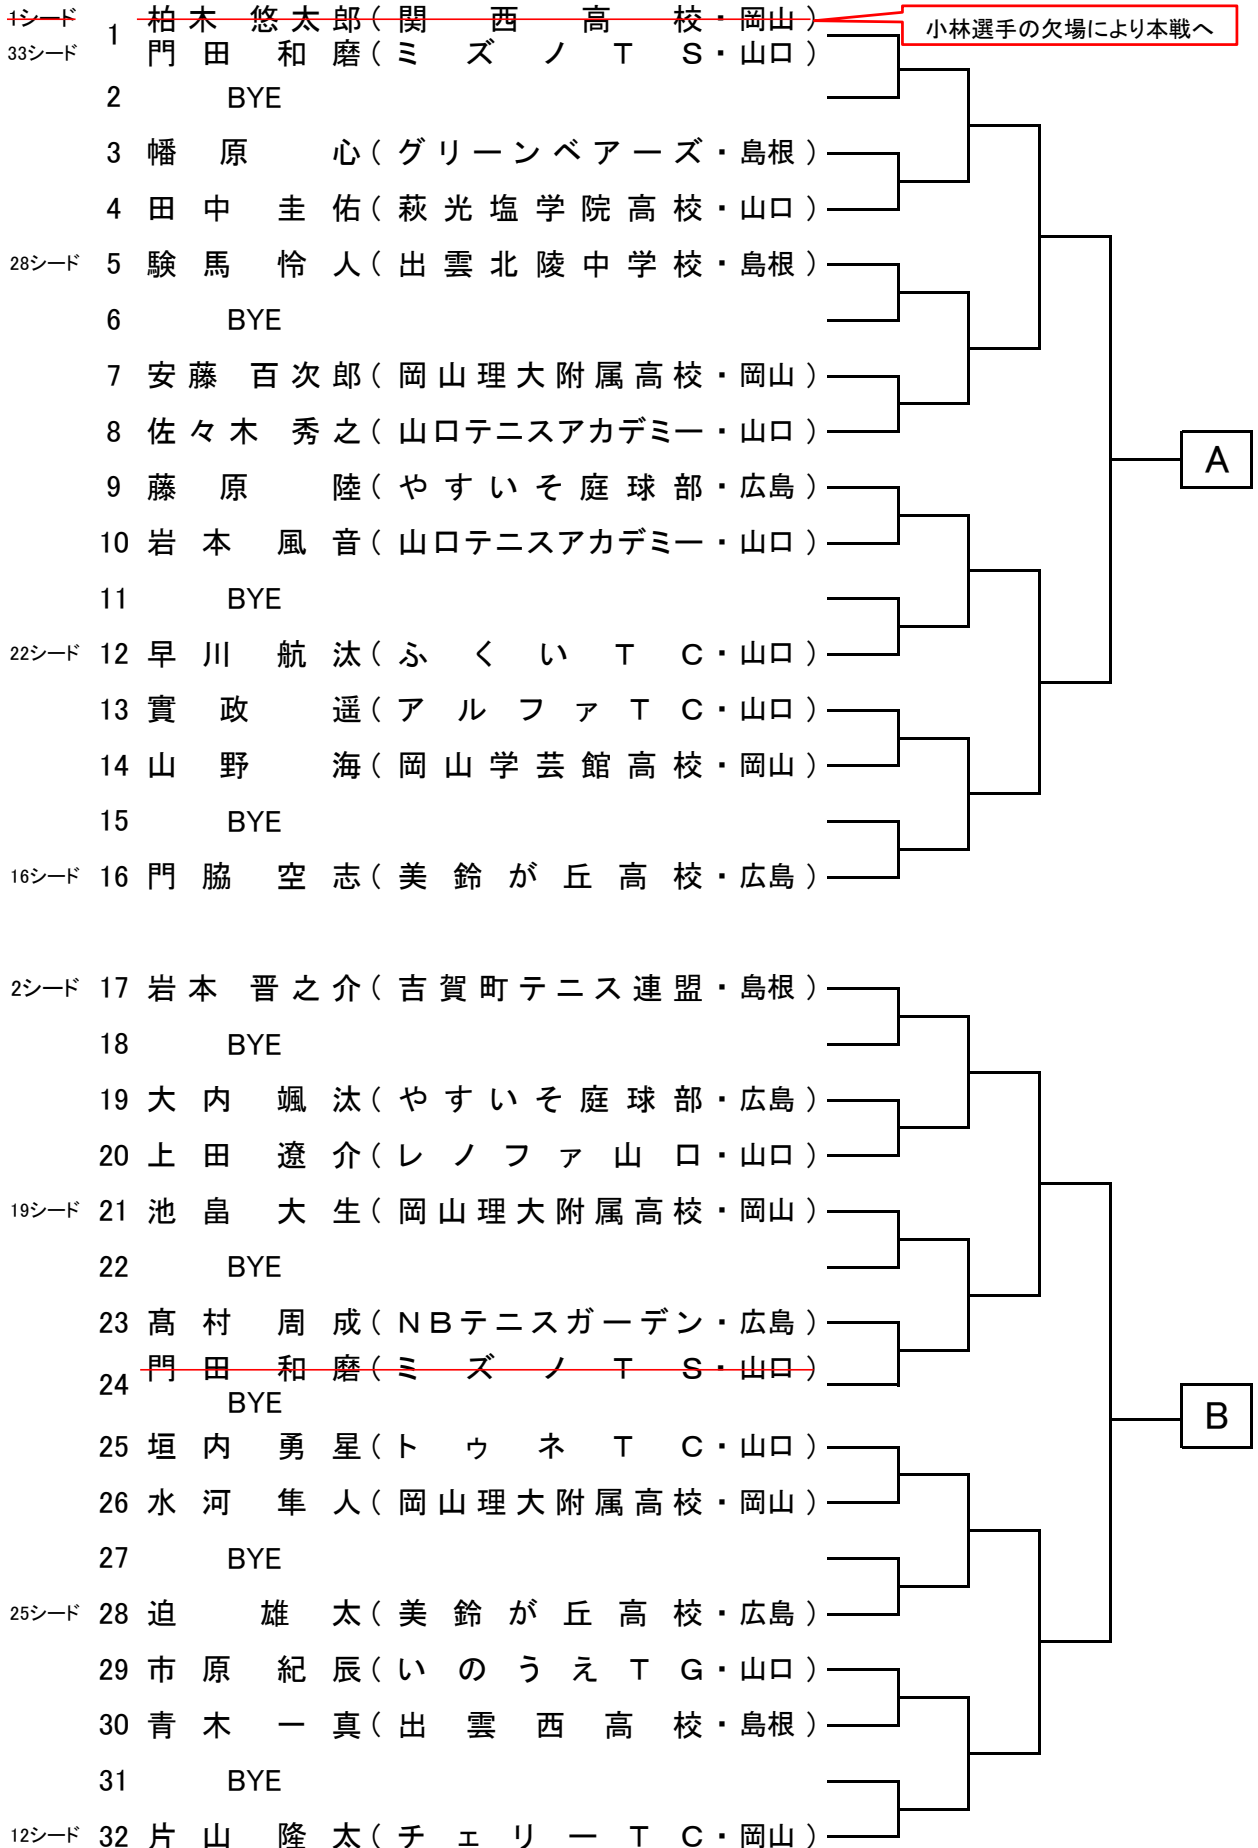 1シード 柏木 悠太郎(関西高校・岡山)
小林選手の欠場により本戦へ
1
33シード 門田 和磨(ミズノTS・山口)
2 BYE
3 幡原 心(グリーンベアーズ・島根)
4 田中 圭佑(萩光塩学院高校・山口)
28シード 5 験馬 怜人(出雲北陵中学校・島根)
6 BYE
7 安藤 百次郎(岡山理大附属高校・岡山)
8 佐々木 秀之(山口テニスアカデミー・山口)
A
9 藤原 陸(やすいそ庭球部・広島)
10 岩本 風音(山口テニスアカデミー・山口)
11 BYE
22シード 12 早川 航汰(ふくいTC・山口)
13 實政 遥(アルファTC・山口)
14 山野 海(岡山学芸館高校・岡山)
15 BYE
16シード 16 門脇 空志(美鈴が丘高校・広島)
2シード 17 岩本 晋之介(吉賀町テニス連盟・島根)
18 BYE
19 大内 颯汰(やすいそ庭球部・広島)
20 上田 遼介(レノファ山口・山口)
19シード 21 池畠 大生(岡山理大附属高校・岡山)
22 BYE
23 髙村 周成(NBテニスガーデン・広島)
門田 和磨(ミズノTS・山口)
24
BYE
B
25 垣内 勇星(トゥネTC・山口)
26 水河 隼人(岡山理大附属高校・岡山)
27 BYE
25シード 28 迫 雄太(美鈴が丘高校・広島)
29 市原 紀辰(いのうえTG・山口)
30 青木 一真(出雲西高校・島根)
31 BYE
12シード 32 片山 隆太(チェリーTC・岡山)